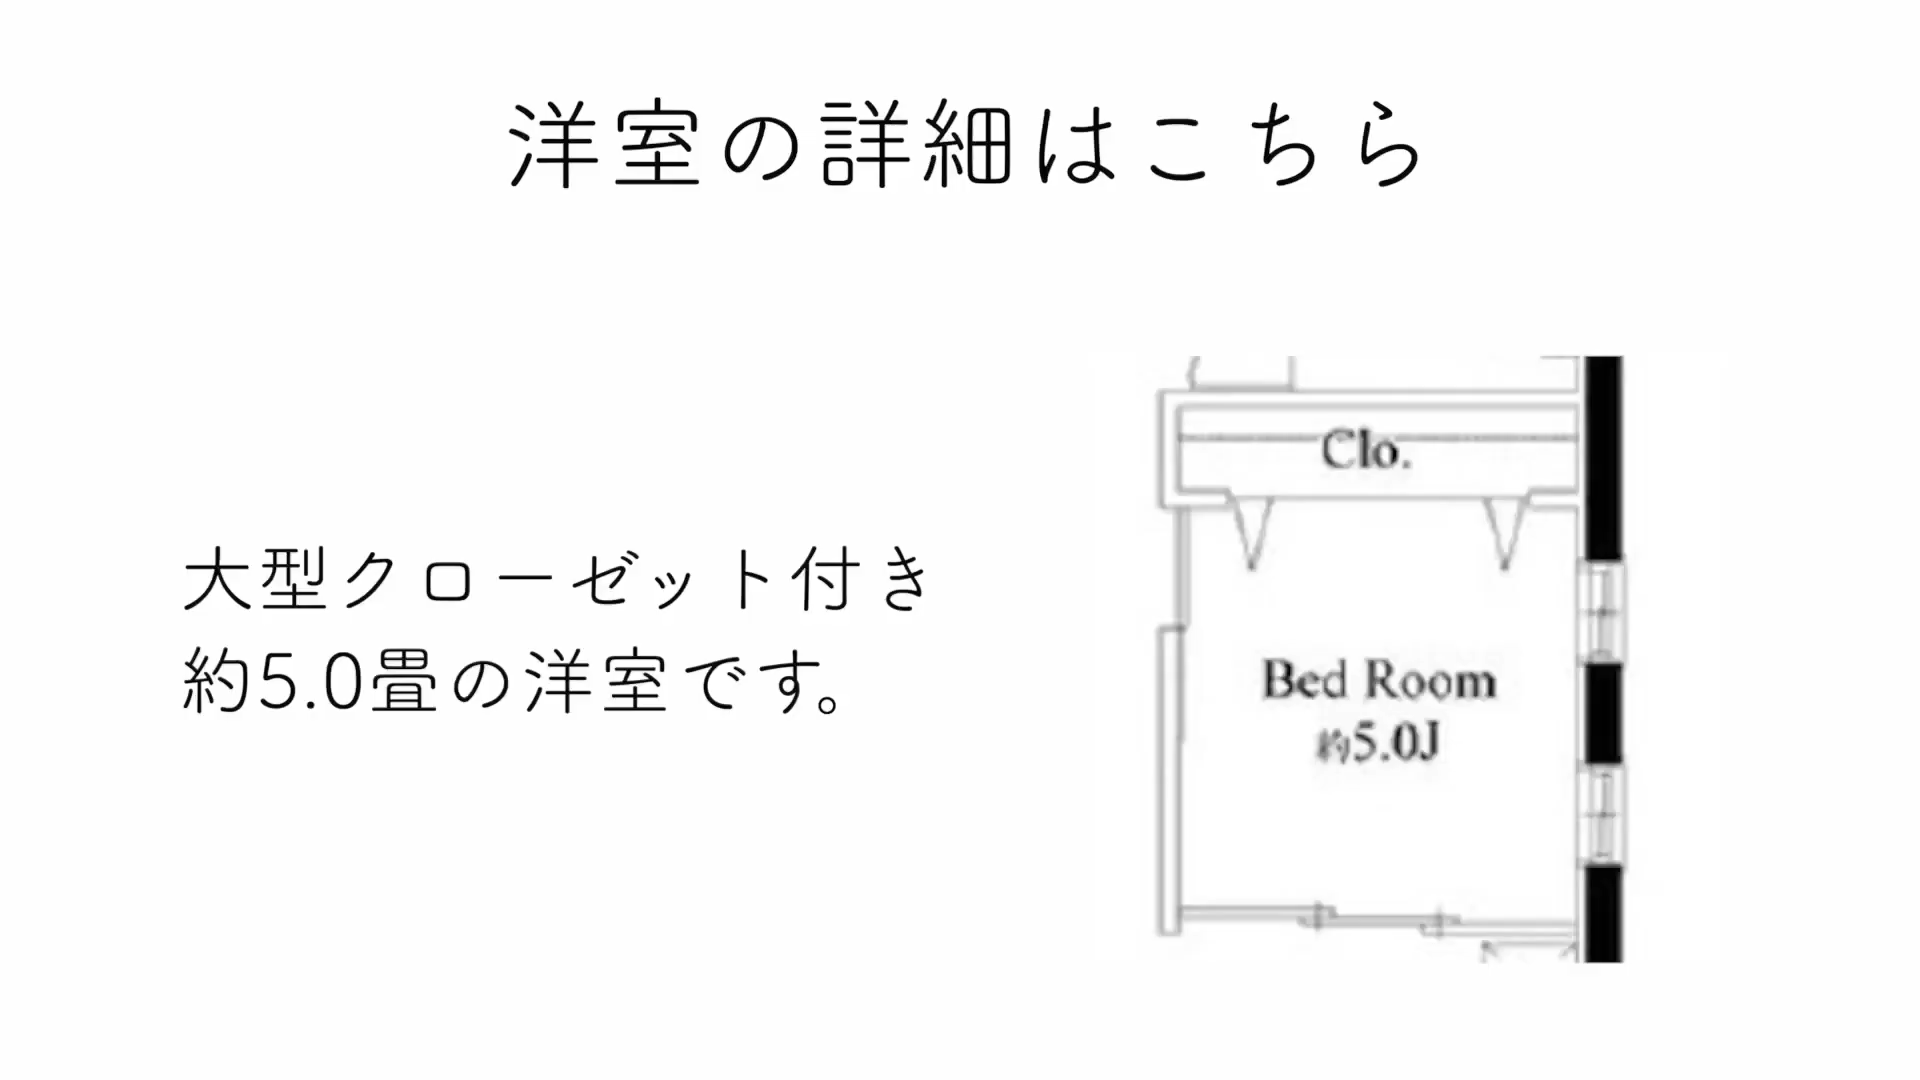 洋室の詳細はこちら
大型クローゼット付き
約5.0畳の洋室です。
Clo.
Bed Room
約5.0J